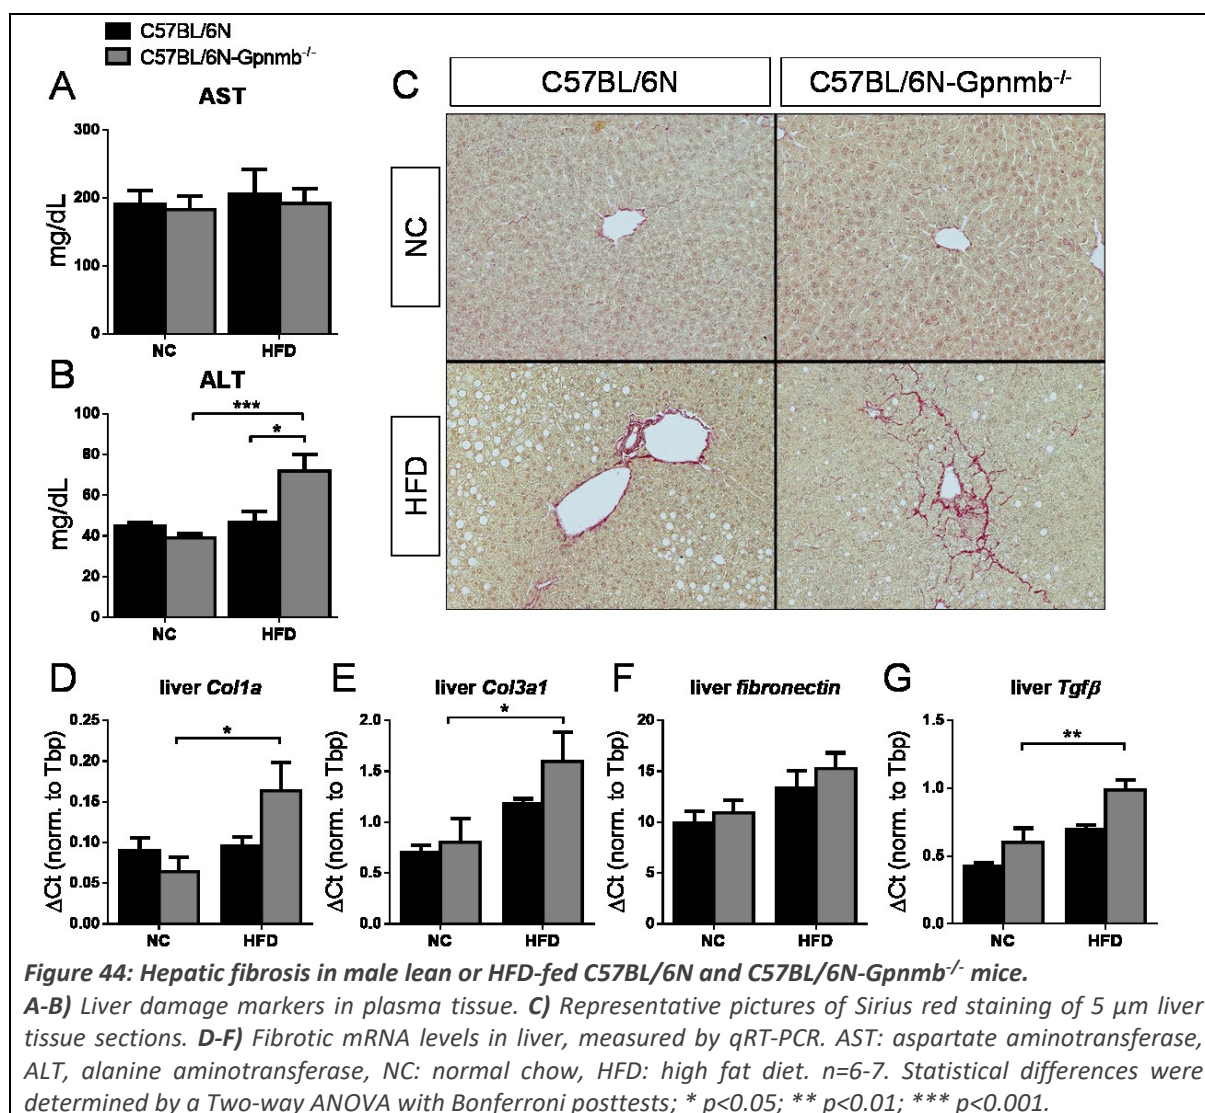 C57BL/6N
C57BL/6N-Gpnmb-/-
A
AST
mg/dL
300
200
100
0
NC HFD
B
ALT
mg/dL
100
80
60
40
20
0
***
*
NC HFD
C
C57BL/6N C57BL/6N-Gpnmb-/-
NC
HFD
D
liver Col1a
ΔCt (norm. to Tbp)
0.25
0.20
0.15
0.10
0.05
0.00
*
NC HFD
E
liver Col3a1
ΔCt (norm. to Tbp)
2.0
1.5
1.0
0.5
0.0
*
NC HFD
F
liver fibronectin
ΔCt (norm. to Tbp)
20
15
10
5
0
NC HFD
G
liver Tgfβ
ΔCt (norm. to Tbp)
1.5
1.0
0.5
0.0
**
NC HFD
Figure 44: Hepatic fibrosis in male lean or HFD-fed C57BL/6N and C57BL/6N-Gpnmb-/- mice.
A-B) Liver damage markers in plasma tissue. C) Representative pictures of Sirius red staining of 5 µm liver
tissue sections. D-F) Fibrotic mRNA levels in liver, measured by qRT-PCR. AST: aspartate aminotransferase,
ALT, alanine aminotransferase, NC: normal chow, HFD: high fat diet. n=6-7. Statistical differences were
determined by a Two-way ANOVA with Bonferroni posttests; * p<0.05; ** p<0.01; *** p<0.001.